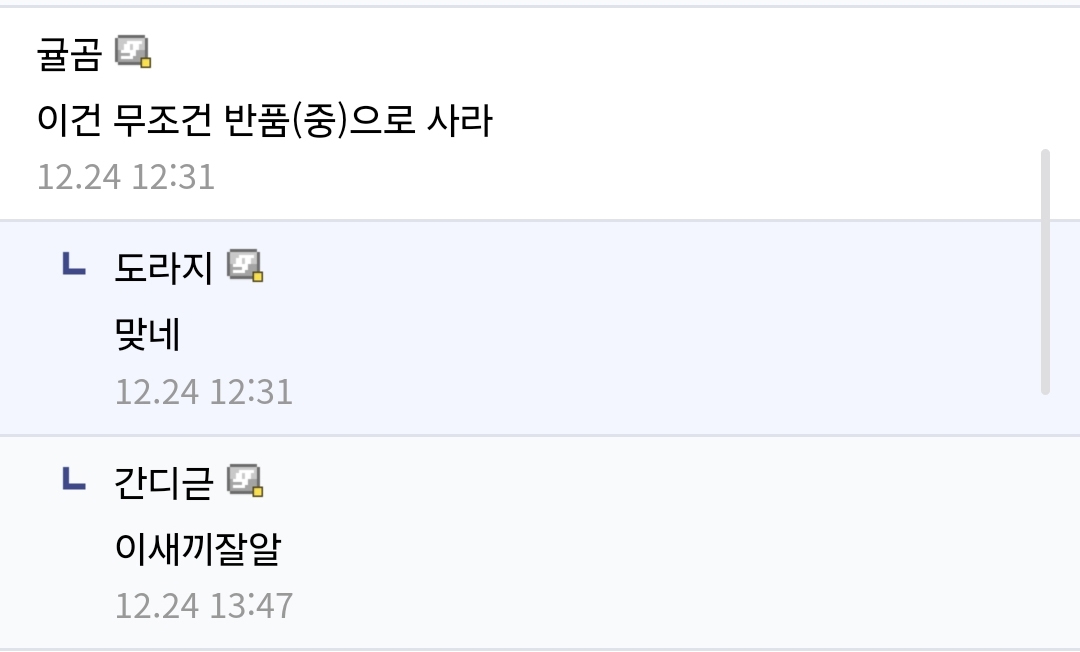 귤곰
이건 무조건 반품(중)으로 사라
12.24 12:31
도라지
맞네
12.24 12:31
간디귿
이새끼잘알
12.24 13:47